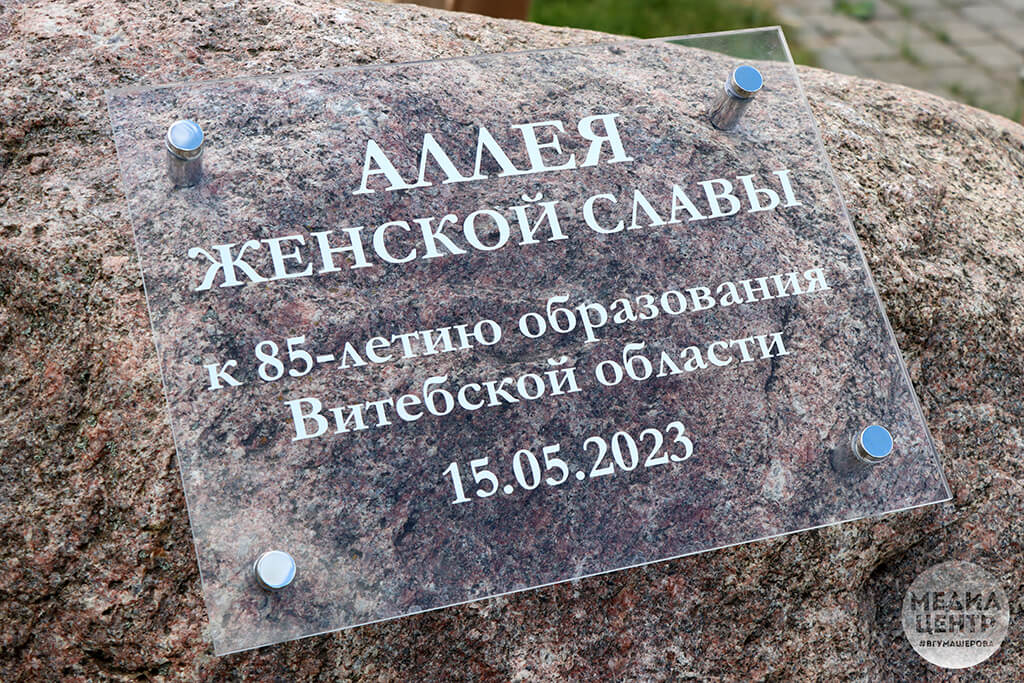 АЛЛЕЯ
ЖЕНСКОЙ СЛАВЫ
к 85-летию образования
Витебской области
15.05.2023
МЕДИА
ЦЕНТР
#ВГУМАШЕРОВА